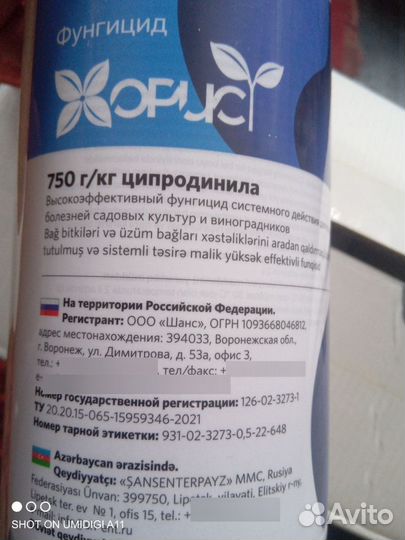 Фунгицид
ХОРИСТ
750 г/кг ципродинила
Высокоэффективный фунгицид системного действия
болезней садовых культур и виноградников
Bağ bitkiləri və üzüm bağları xəstəliklərini aradan
tutulmuş və sistemli təsirə malik yüksək effektivli
На территории Российской Федерации.
Регистрант: ООО «Шанс», ОГРН 1093668046812,
адрес местонахождения: 394033, Воронежская обл.,
г. Воронеж, ул. Димитрова, д. 53а, офис 3,
тел.: + , тел/факс: +
e-
Номер государственной регистрации: 126-02-3273-1
ТУ 20.20.15-065-15959346-2021
Номер тарной этикетки: 931-02-3273-0,5-22-648
Azərbaycan ərazisində.
Qeydiyyatçı: «ŞANSENTERPAYZ» MMC, Rusiya
Federasiyası Ünvan: 399750, Lipetsk vilayəti, Elitskiy r-ny,
Lipetsk ter. ev № 1, ofis 15, tel.: +
SHOT ON UMIDIGI A11
Avito